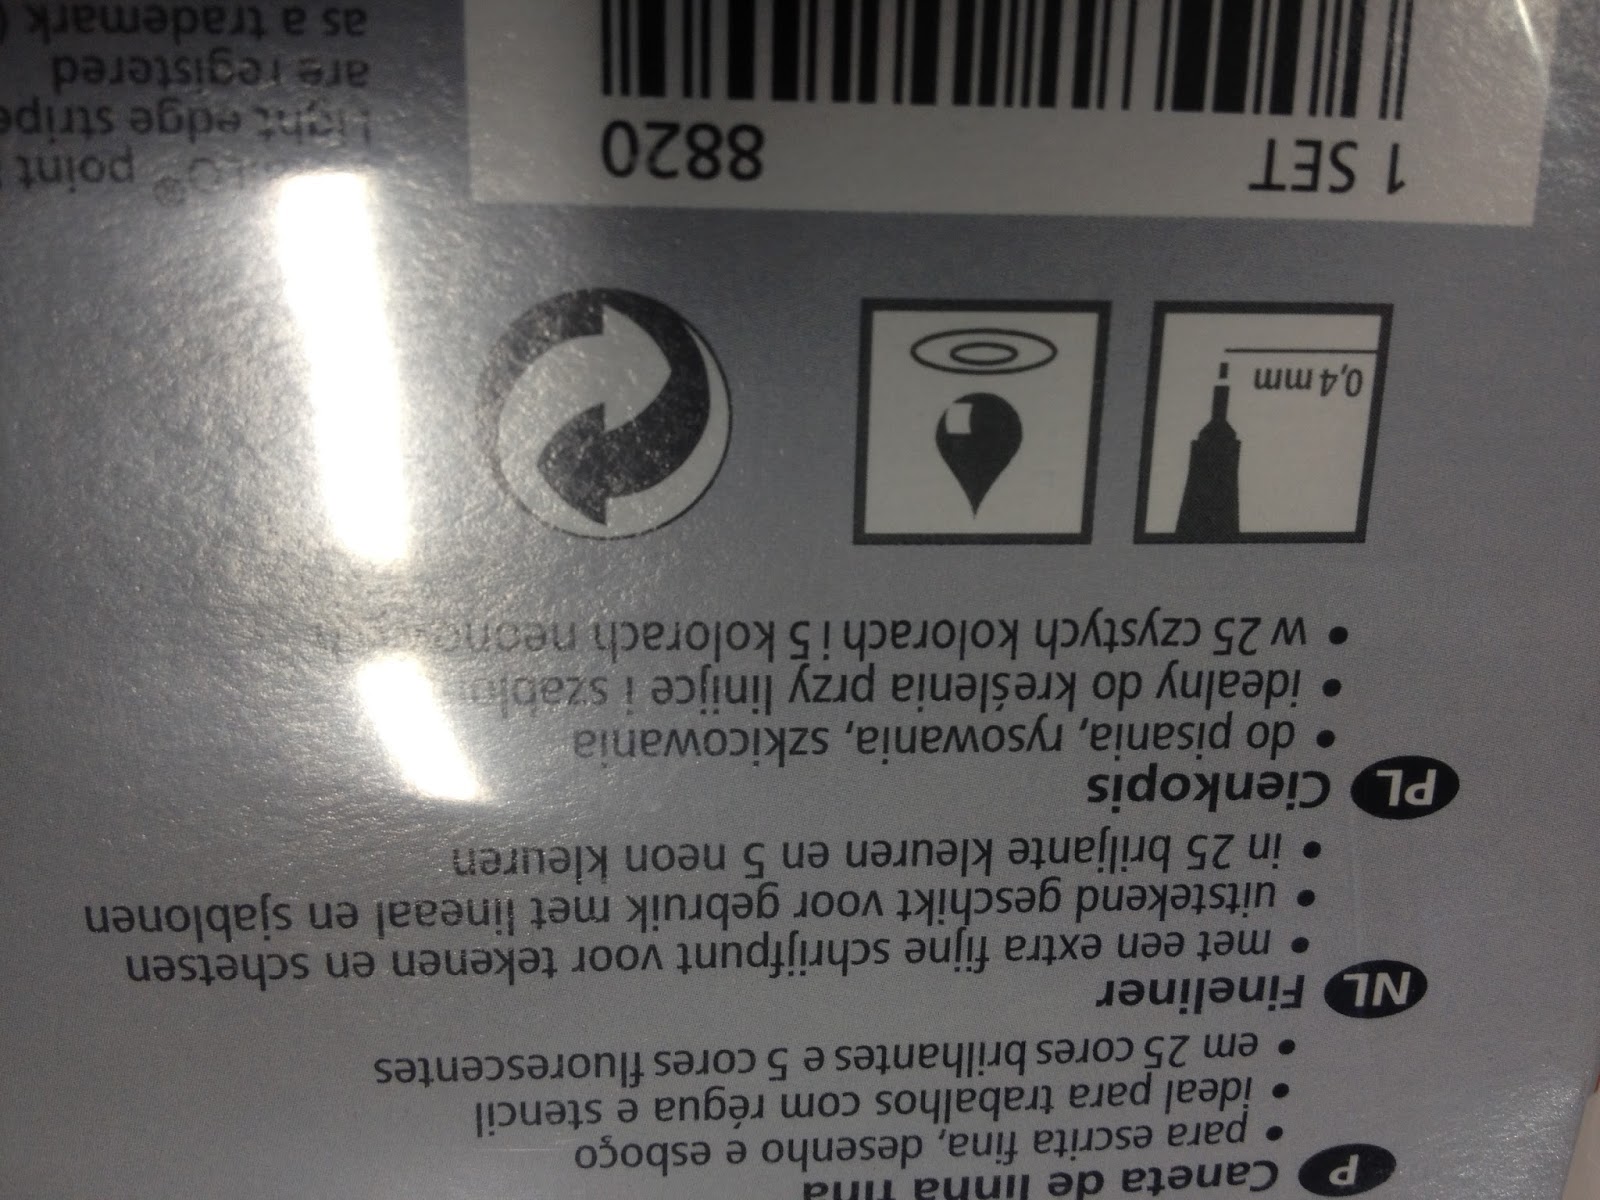 Caneta de linha fina
P
• para escrita fina, desenho e esboço
• ideal para trabalhos com régua e stencil
• em 25 cores brilhantes e 5 cores fluorescentes
NL Fineliner
• met een extra fijne schrijfpunt voor tekenen en schetsen
• uitstekend geschikt voor gebruik met lineaal en sjablonen
• in 25 briljante kleuren en 5 neon kleuren
PL Cienkopis
• do pisania, rysowania, szkicowania
• idealny do kreślenia przy linijce i
• w 25 czystych kolorach i 5 kolorach
0,4 mm
1 SET 8820
point
edge stripe
are registered
as a trademark